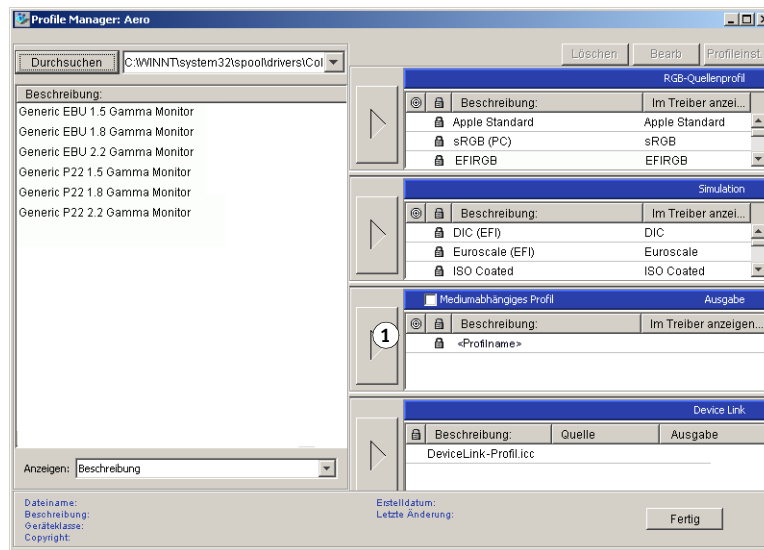 Profile Manager: Aero
Durchsuchen
C:\WINNT\system32\spool\drivers\Col
Löschen
Bearb
Profileinst.
Beschreibung:
Generic EBU 1.5 Gamma Monitor
Generic EBU 1.8 Gamma Monitor
Generic EBU 2.2 Gamma Monitor
Generic P22 1.5 Gamma Monitor
Generic P22 1.8 Gamma Monitor
Generic P22 2.2 Gamma Monitor
Anzeigen: Beschreibung
RGB-Quellenprofil
Beschreibung: Im Treiber anzei...
Apple Standard Apple Standard
sRGB (PC) sRGB
EFIRGB EFIRGB
Simulation
Beschreibung: Im Treiber anzei...
DIC (EFI) DIC
Euroscale (EFI) Euroscale
ISO Coated ISO Coated
1
Mediumabhängiges Profil Ausgabe
Beschreibung: Im Treiber anzeigen...
<Profilname>
Device Link
Beschreibung: Quelle Ausgabe
DeviceLink-Profil.icc
Dateiname:
Beschreibung:
Geräteklasse:
Copyright:
Erstelldatum:
Letzte Änderung:
Fertig